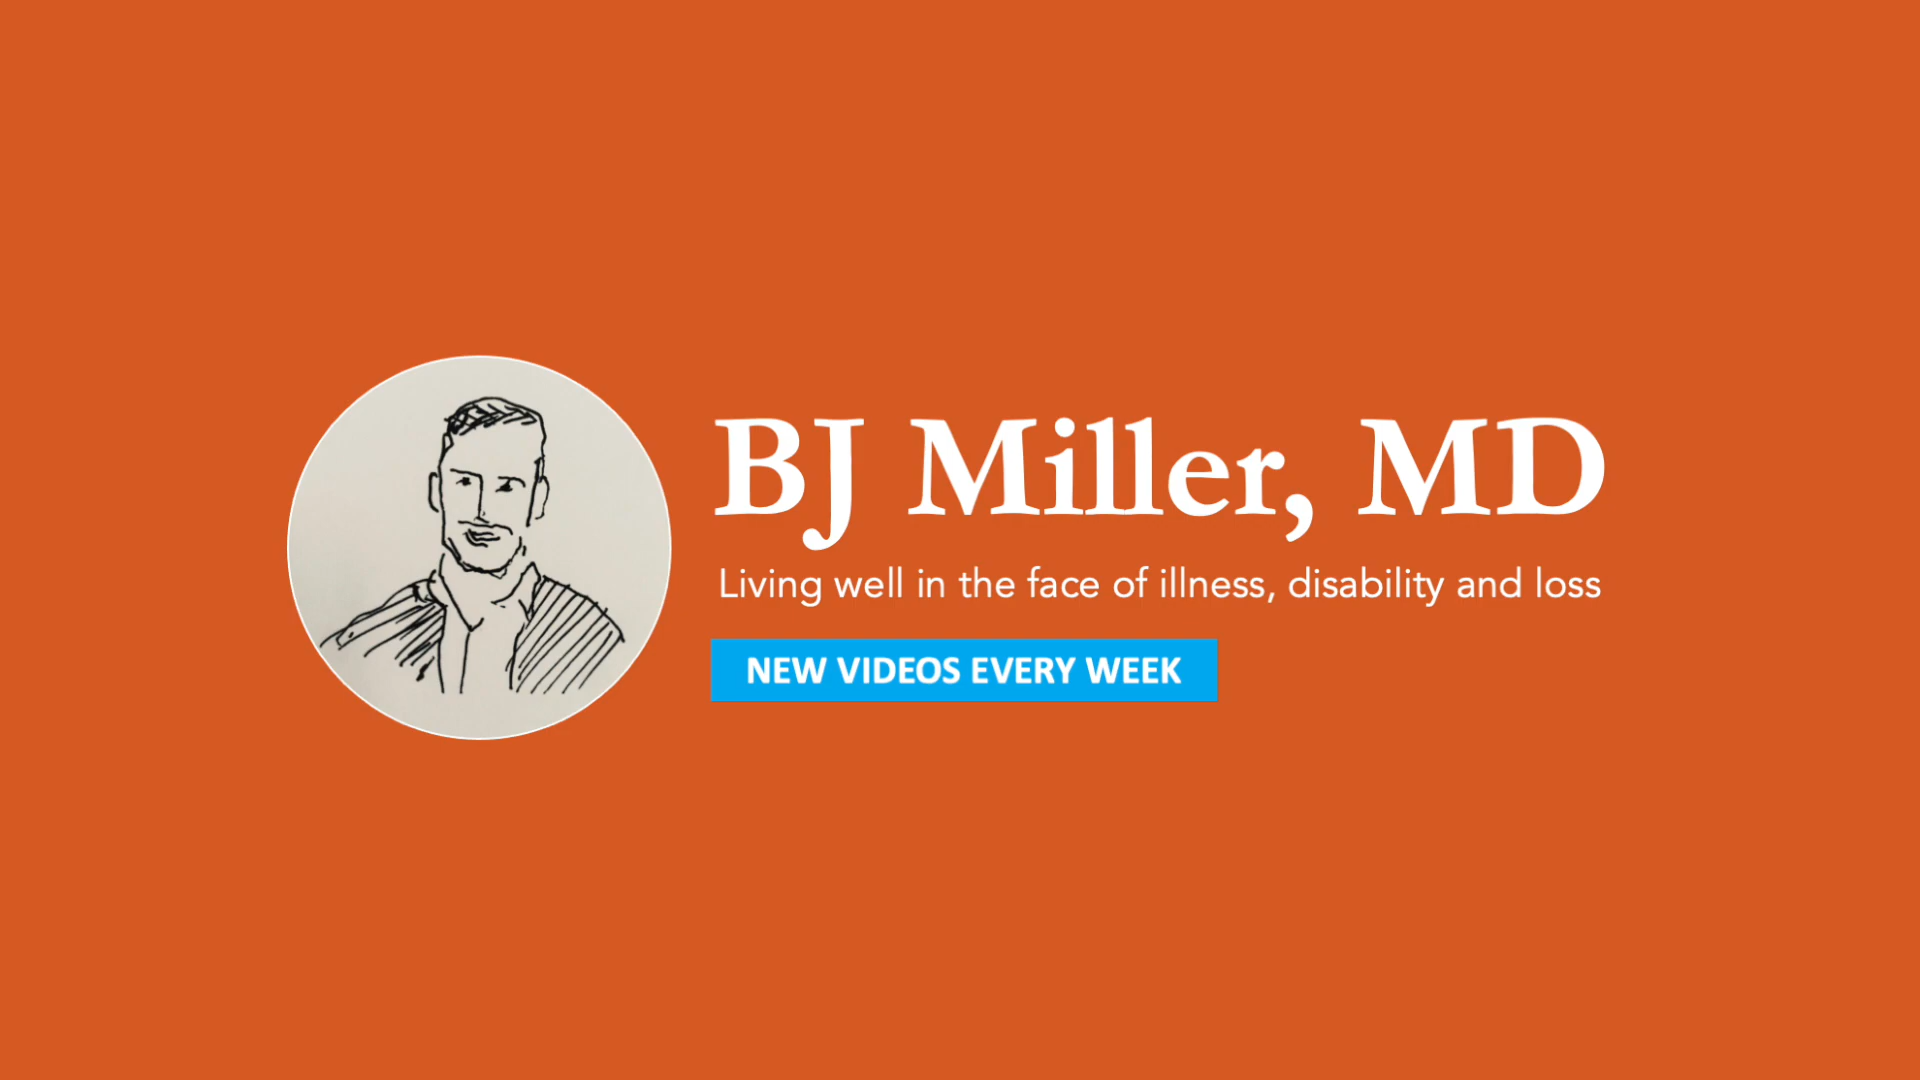 BJ Miller, MD
Living well in the face of illness, disability and loss
NEW VIDEOS EVERY WEEK